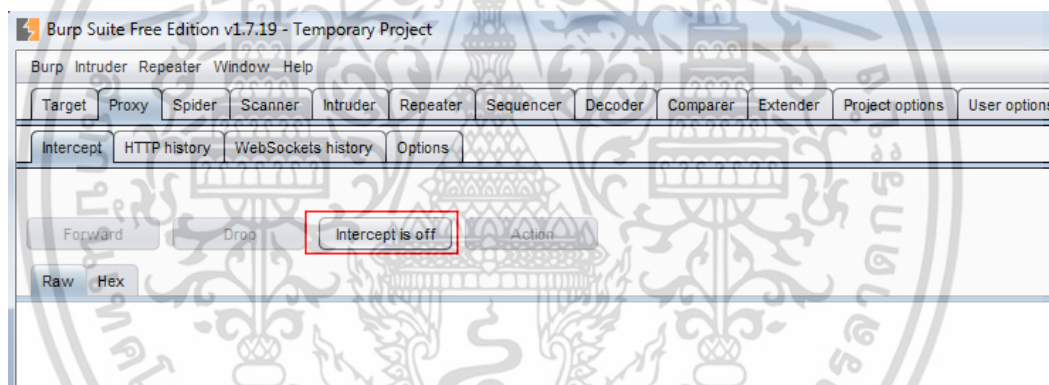 Burp Suite Free Edition v1.7.19 - Temporary Project
Burp Intruder Repeater Window Help
Target Proxy Spider Scanner Intruder Repeater Sequencer Decoder Comparer Extender Project options User options
Intercept HTTP history WebSockets history Options
Forward Drop Intercept is off Action
Raw Hex